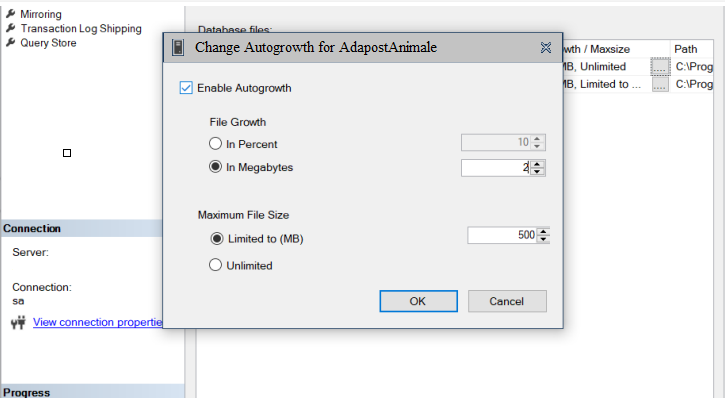 Mirroring
Transaction Log Shipping
Query Store
Database files:
wth / Maxsize Path
MB, Unlimited .... C:\Prog
MB, Limited to ... .... C:\Prog
Change Autogrowth for AdapostAnimale
Enable Autogrowth
File Growth
In Percent 10
In Megabytes 2
Maximum File Size
Limited to (MB) 500
Unlimited
OK Cancel
Connection
Server:
Connection:
sa
View connection propertie
Progress